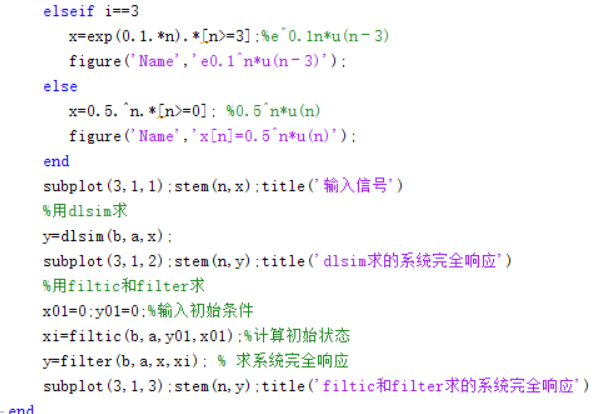 elseif i==3
x=exp(0.1.*n).*[n>=3];%e^0.1n*u(n-3)
figure('Name','e0.1^n*u(n-3)');
else
x=0.5.^n.*[n>=0]; %0.5^n*u(n)
figure('Name','x[n]=0.5^n*u(n)');
end
subplot(3,1,1);stem(n,x);title('输入信号')
%用dlsim求
y=dlsim(b,a,x);
subplot(3,1,2);stem(n,y);title('dlsim求的系统完全响应')
%用filtic和filter求
x01=0;y01=0;%输入初始条件
xi=filtic(b,a,y01,x01);%计算初始状态
y=filter(b,a,x,xi); % 求系统完全响应
subplot(3,1,3);stem(n,y);title('filtic和filter求的系统完全响应')
end